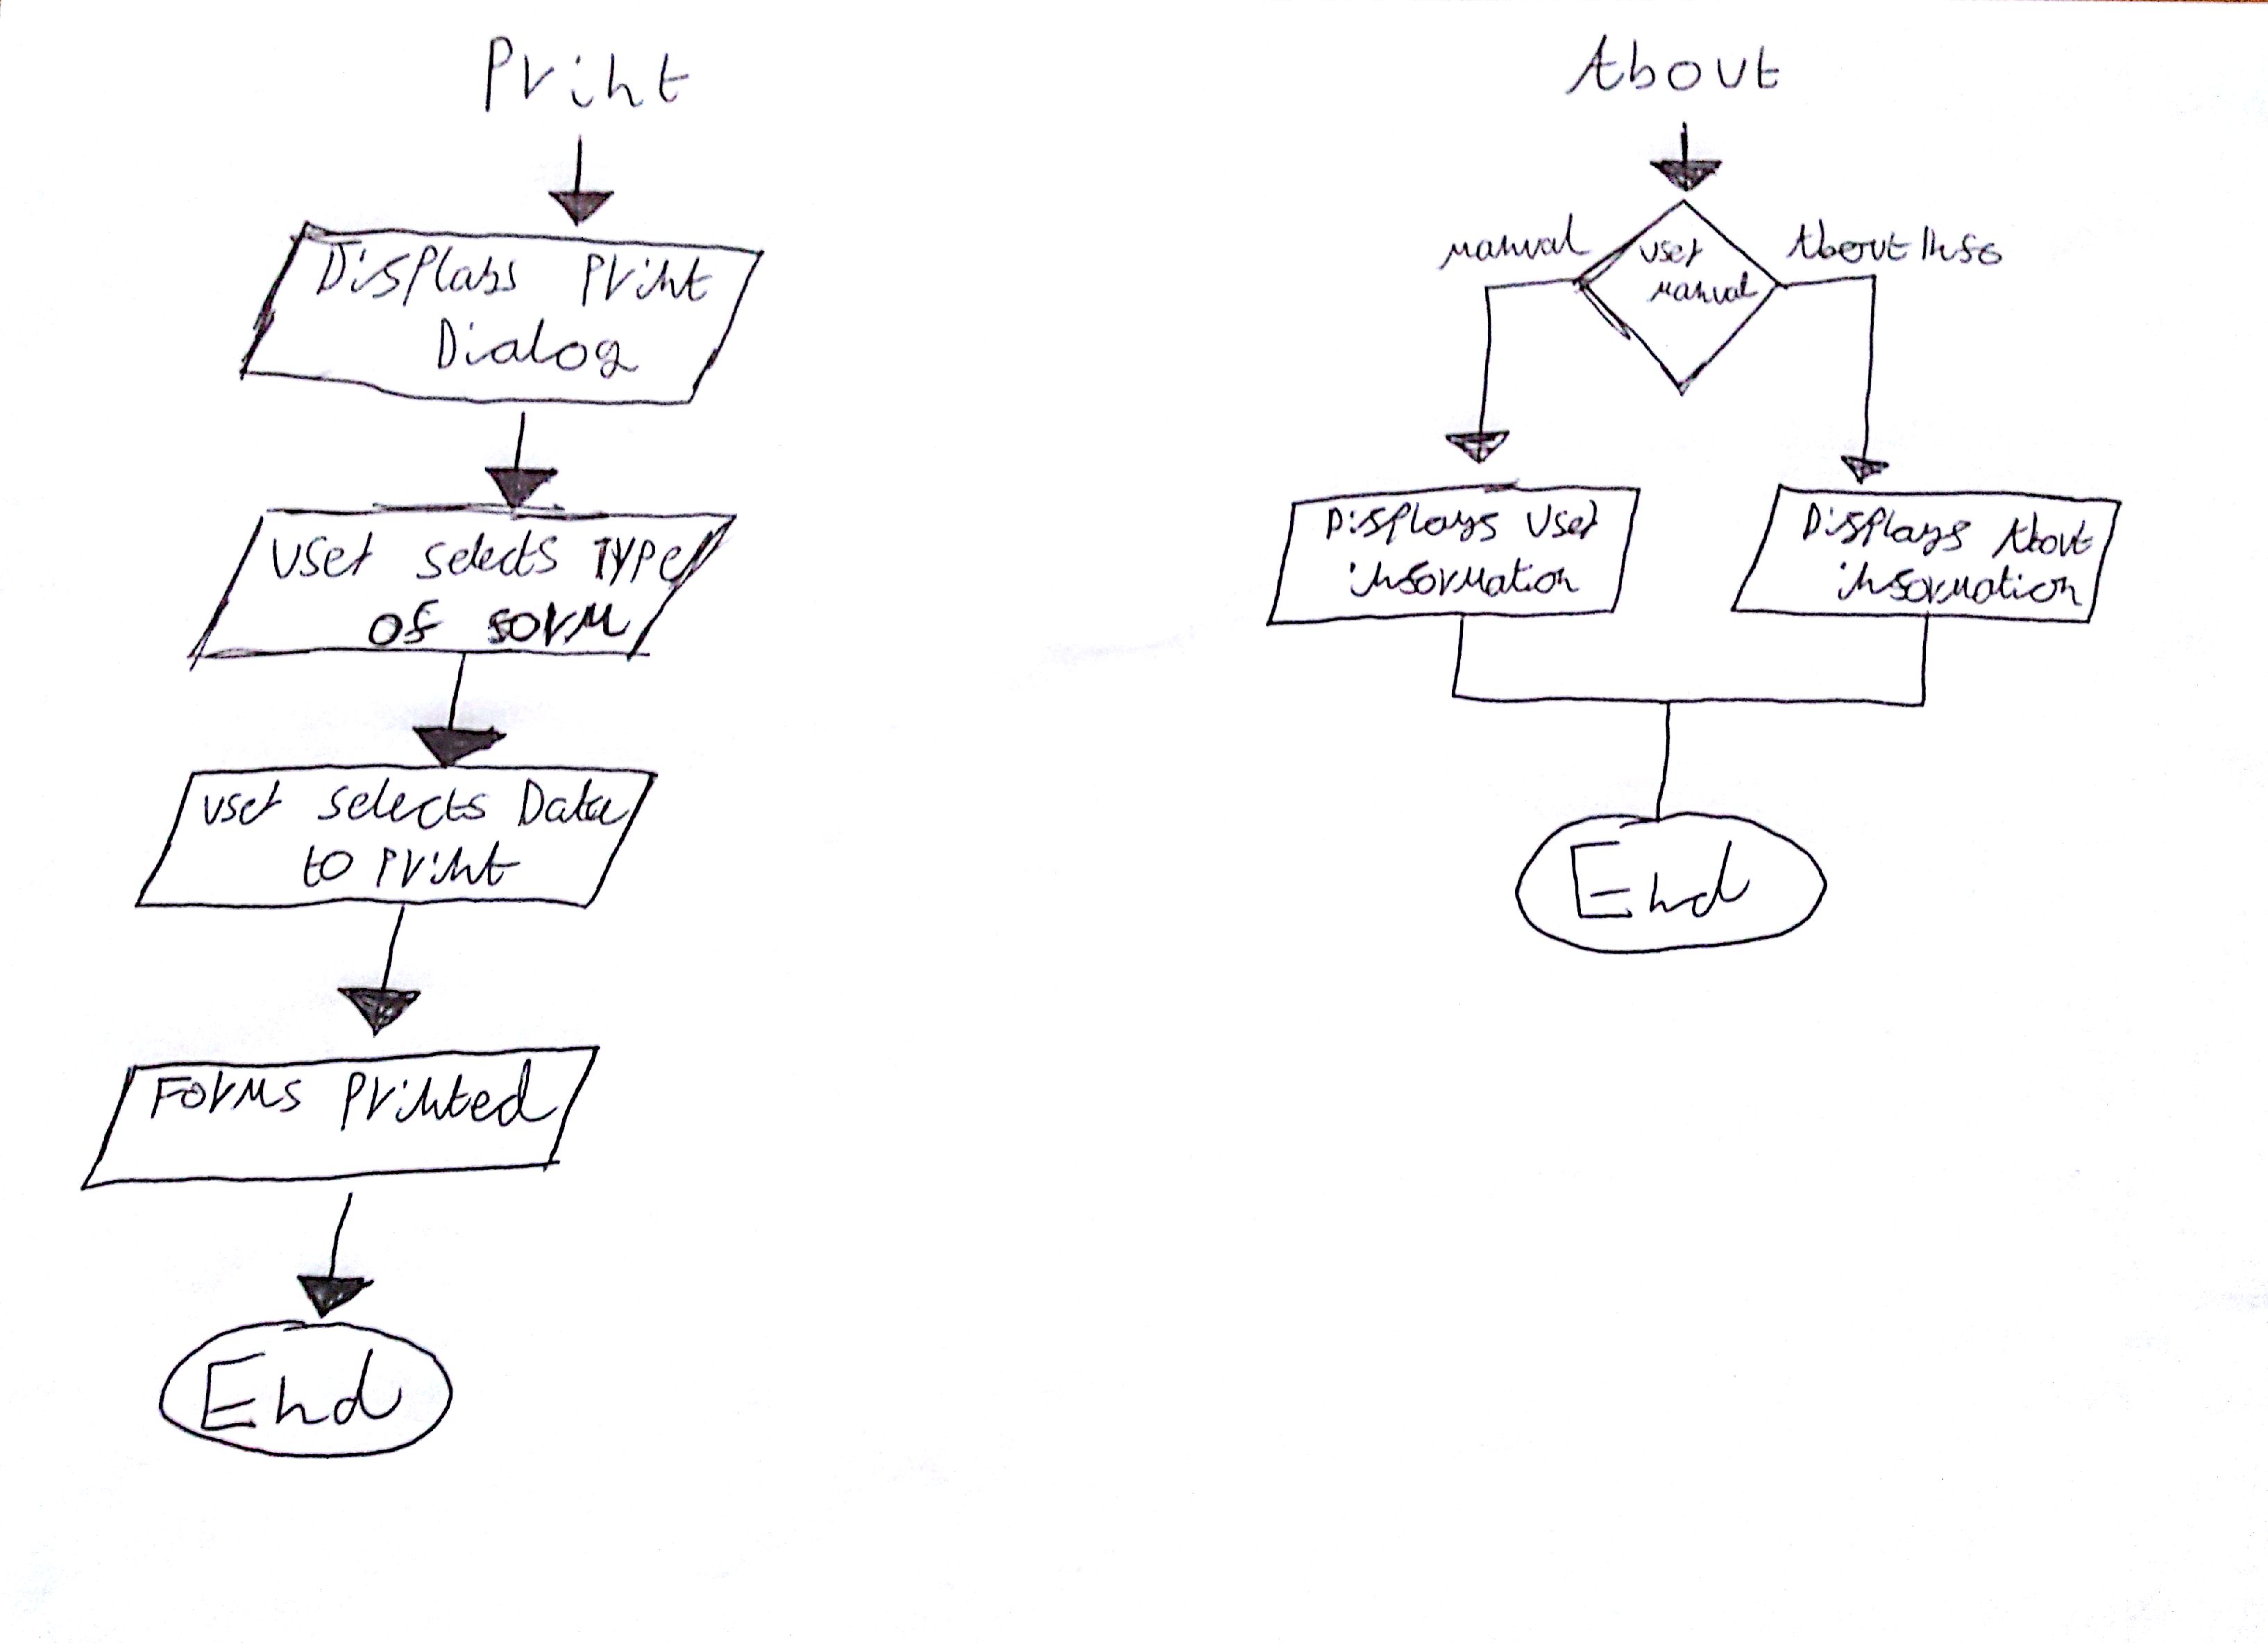 Print
Displays Print
Dialog
User selects TYPE
of form
User selects Data
to Print
Forms Printed
End
About
manual
User
manual
About Info
Displays User
information
Displays About
information
End